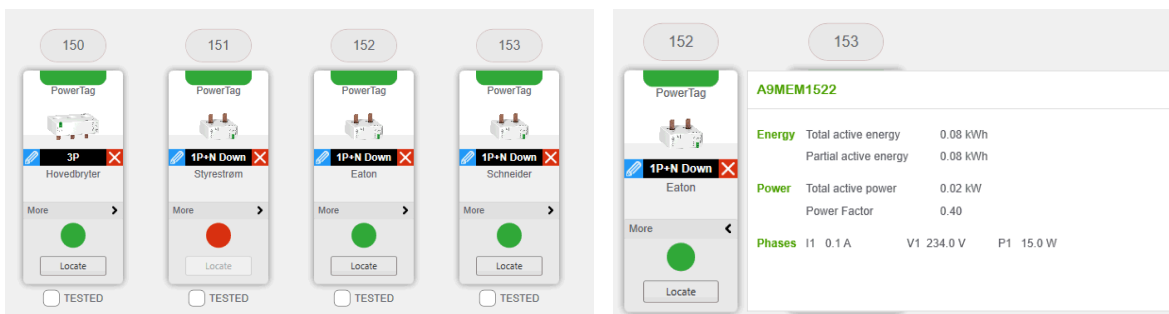 150 151 152 153
PowerTag PowerTag PowerTag PowerTag
3P 1P+N Down 1P+N Down 1P+N Down
Hovedbryter Styrestrøm Eaton Schneider
More More More More
Locate Locate Locate Locate
TESTED TESTED TESTED TESTED
152 153
PowerTag
1P+N Down
Eaton
More
Locate
A9MEM1522
Energy Total active energy 0.08 kWh
Partial active energy 0.08 kWh
Power Total active power 0.02 kW
Power Factor 0.40
Phases I1 0.1 A V1 234.0 V P1 15.0 W